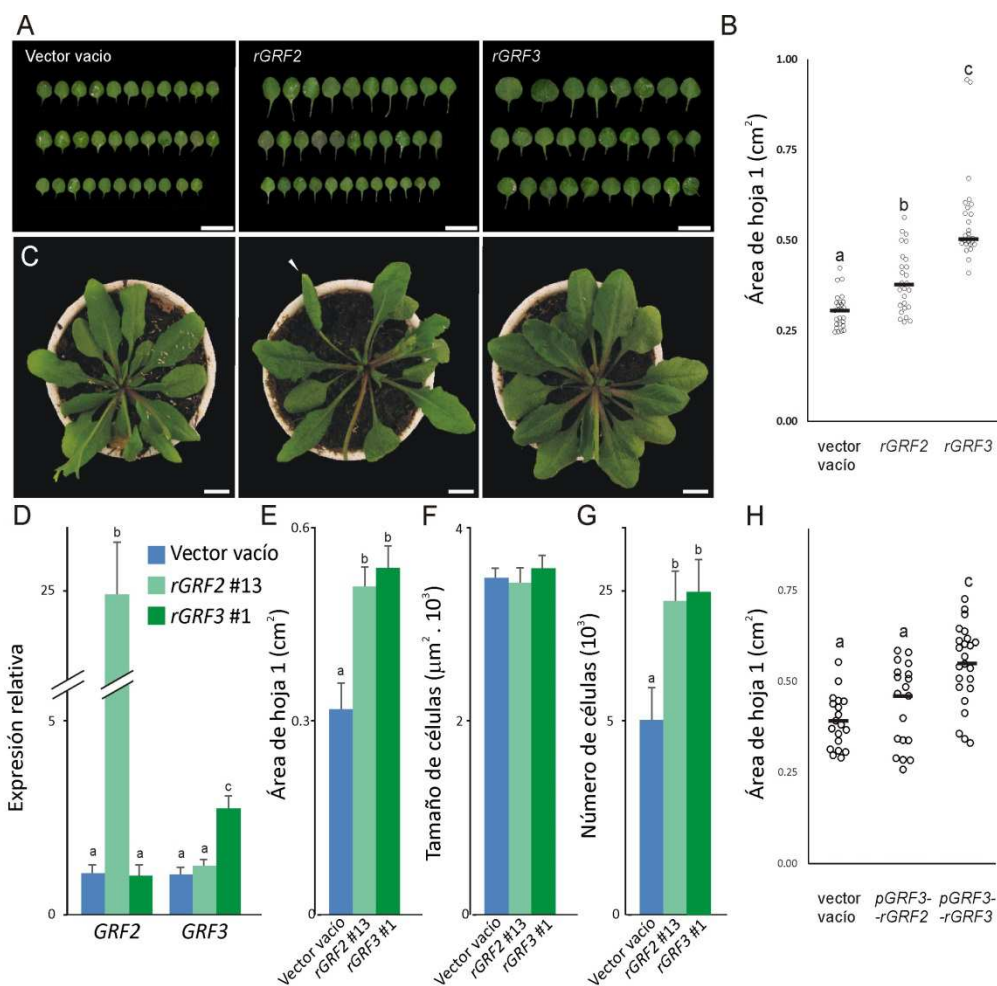 A
Vector vacio
rGRF2
rGRF3
B
Área de hoja 1 (cm²)
1.00
0.75
0.50
0.25
0.00
a
b
c
vector vacío
rGRF2
rGRF3
C
D
Expresión relativa
25
5
0
a
b
a
a
a
c
GRF2
GRF3
Vector vacío
rGRF2 #13
rGRF3 #1
E
Área de hoja 1 (cm²)
0.6
0.3
0
a
b
b
Vector vacío
rGRF2 #13
rGRF3 #1
F
Tamaño de células (µm² . 10³)
4
2
0
Vector vacío
rGRF2 #13
rGRF3 #1
G
Número de células (10³)
25
5
0
a
b
b
Vector vacío
rGRF2 #13
rGRF3 #1
H
Área de hoja 1 (cm²)
0.75
0.50
0.25
0.00
a
a
c
vector vacío
pGRF3-
-rGRF2
pGRF3-
-rGRF3